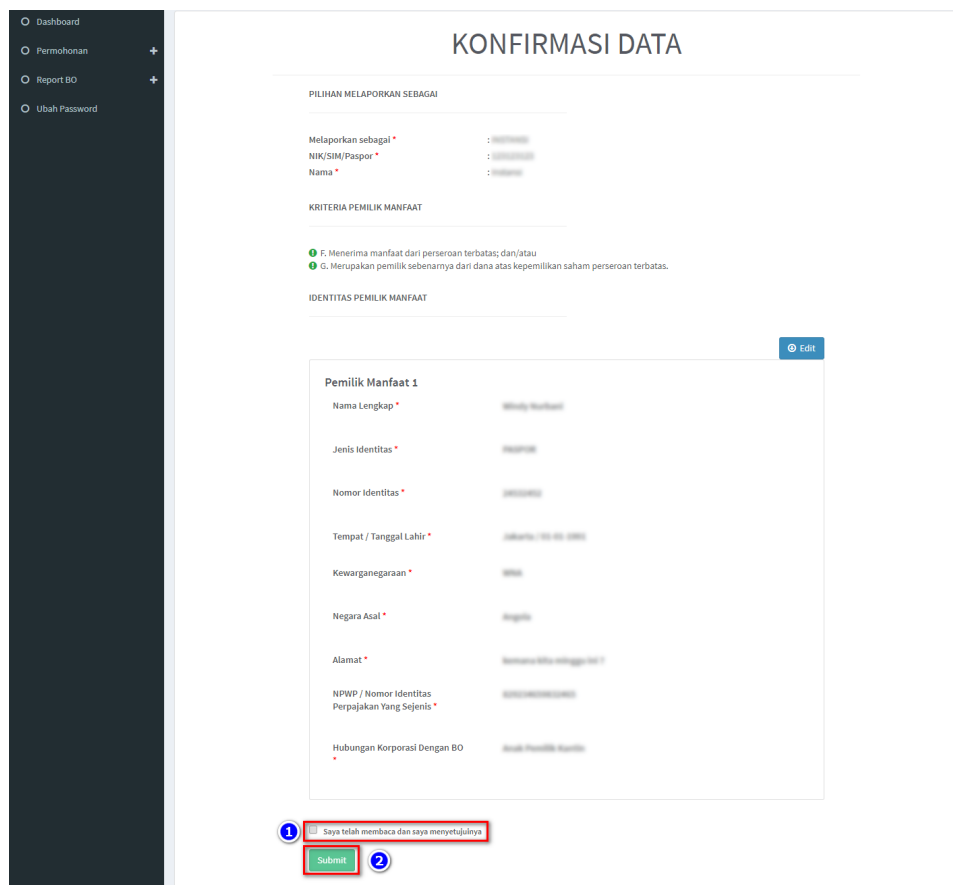 Dashboard
Permohonan
Report BO
Ubah Password
KONFIRMASI DATA
PILIHAN MELAPORKAN SEBAGAI
Melaporkan sebagai * :
NIK/SIM/Paspor * :
Nama * :
KRITERIA PEMILIK MANFAAT
F. Menerima manfaat dari perseroan terbatas; dan/atau
G. Merupakan pemilik sebenarnya dari dana atas kepemilikan saham perseroan terbatas.
IDENTITAS PEMILIK MANFAAT
Edit
Pemilik Manfaat 1
Nama Lengkap *
Jenis Identitas *
Nomor Identitas *
Tempat / Tanggal Lahir *
Kewarganegaraan *
Negara Asal *
Alamat *
NPWP / Nomor Identitas
Perpajakan Yang Sejenis *
Hubungan Korporasi Dengan BO
*
1 Saya telah membaca dan saya menyetujuinya
Submit 2